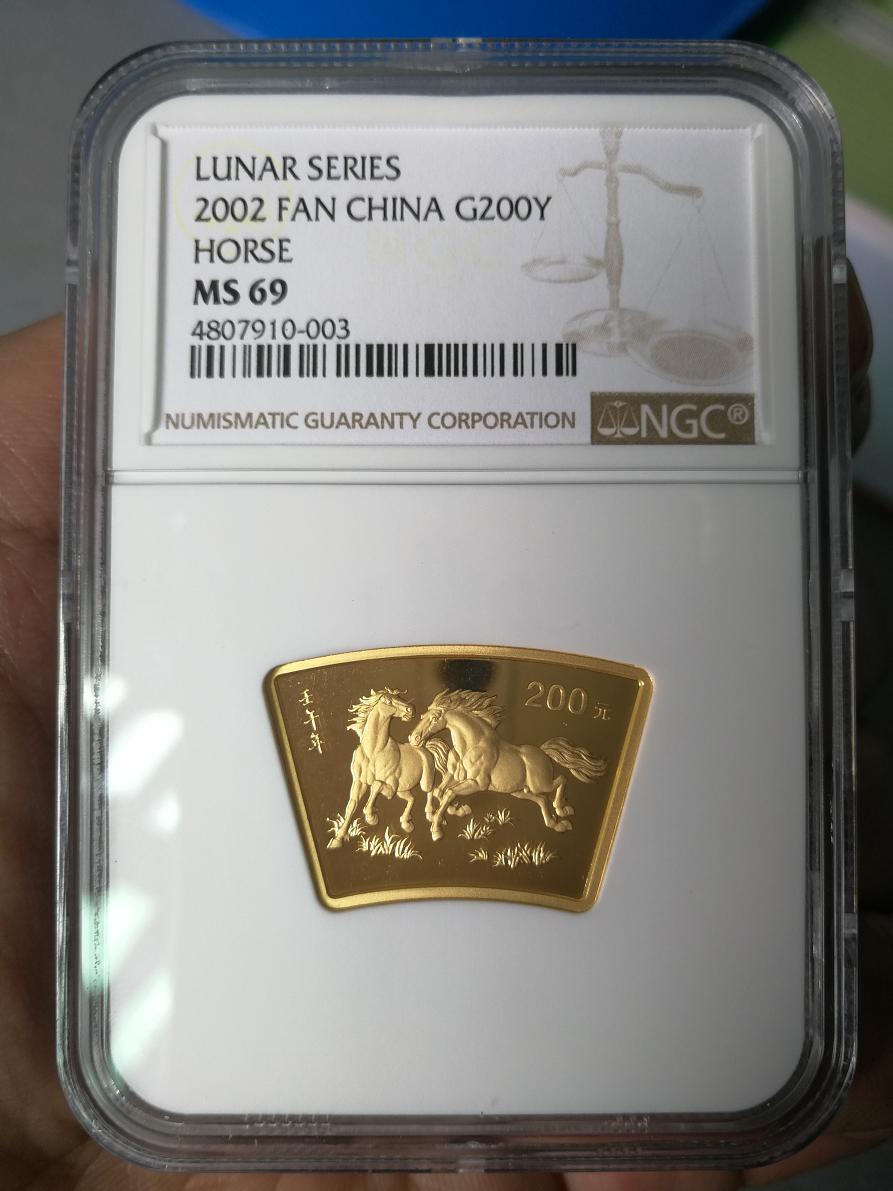 LUNAR SERIES
2002 FAN CHINA G200Y
HORSE
MS 69
4807910-003
NUMISMATIC GUARANTY CORPORATION
NGC®
壬午年
200元